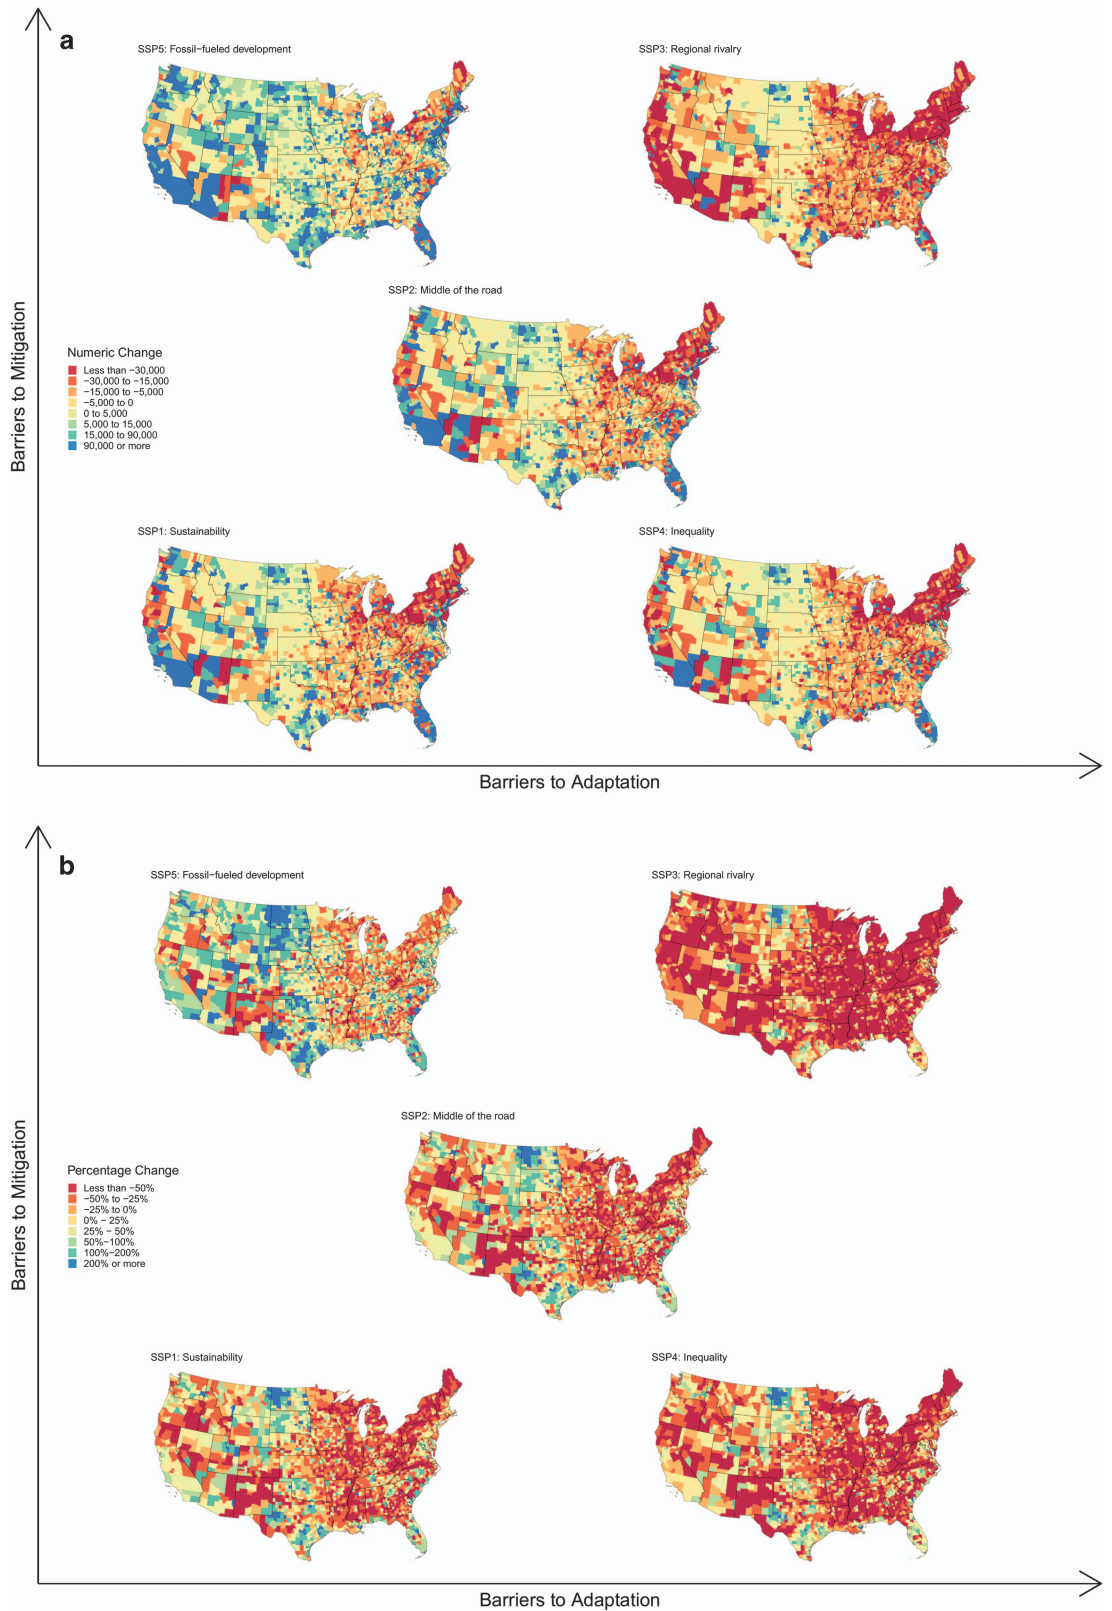 a
SSP5: Fossil−fueled development
SSP3: Regional rivalry
SSP2: Middle of the road
Barriers to Mitigation
Numeric Change
Less than −30,000
−30,000 to −15,000
−15,000 to −5,000
−5,000 to 0
0 to 5,000
5,000 to 15,000
15,000 to 90,000
90,000 or more
SSP1: Sustainability
SSP4: Inequality
Barriers to Adaptation
b
SSP5: Fossil−fueled development
SSP3: Regional rivalry
SSP2: Middle of the road
Barriers to Mitigation
Percentage Change
Less than −50%
−50% to −25%
−25% to 0%
0% − 25%
25% − 50%
50%−100%
100%−200%
200% or more
SSP1: Sustainability
SSP4: Inequality
Barriers to Adaptation